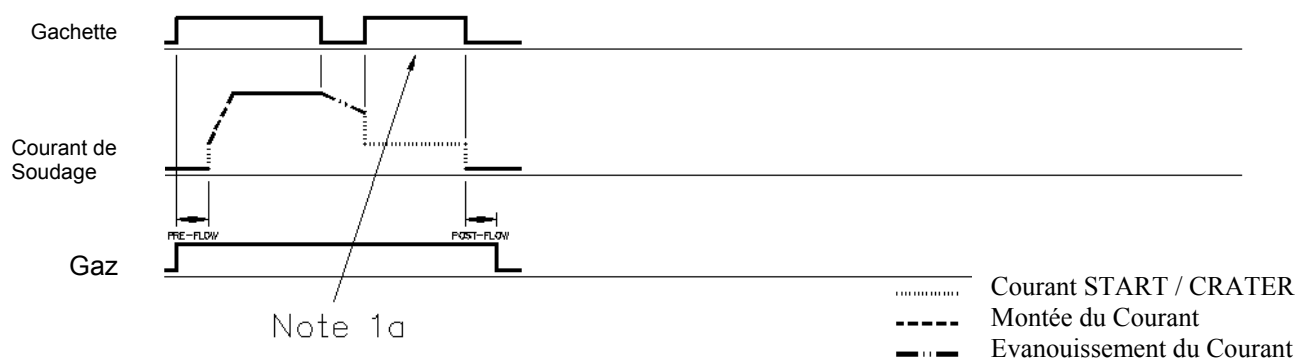 Gachette
Courant de
Soudage
PRE-FLOW
POST-FLOW
Gaz
Note 1a
Courant START / CRATER
Montée du Courant
Evanouissement du Courant